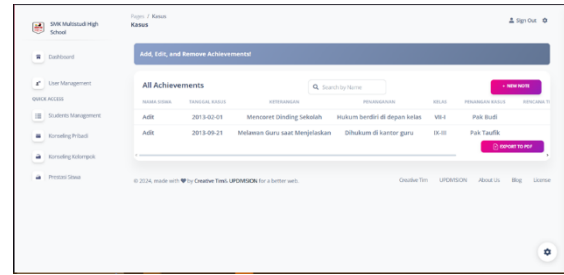 SMK Multistudi High
School
Pages / Kasus
Kasus
Sign Out
Dashboard
User Management
QUICK ACCESS
Students Management
Konseling Pribadi
Konseling Kelompok
Prestasi Siswa
Add, Edit, and Remove Achievements!
All Achievements
Search by Name
+ NEW NOTE
NAMA SISWA TANGGAL KASUS KETERANGAN PENANGANAN KELAS PENANGAN KASUS RENCANA
Adit 2013-02-01 Mencoret Dinding Sekolah Hukum berdiri di depan kelas VII-I Pak Budi
Adit 2013-09-21 Melawan Guru saat Menjelaskan Dihukum di kantor guru IX-III Pak Taufik
EXPORT TO PDF
© 2024, made with ♥ by Creative Tim& UPDIVISION for a better web.
Creative Tim UPDIVISION About Us Blog License